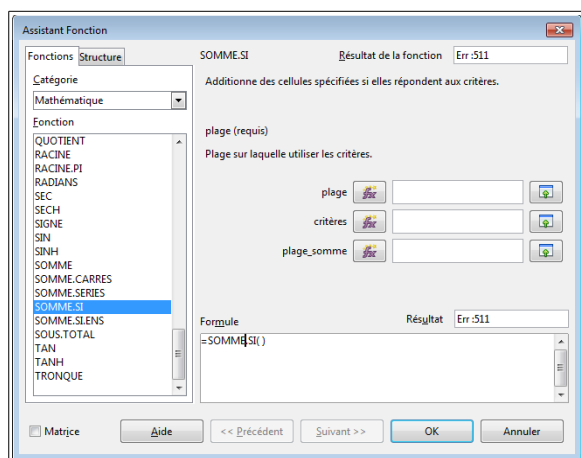 Assistant Fonction
Fonctions Structure
SOMME.SI
Résultat de la fonction Err :511
Catégorie
Mathématique
Additionne des cellules spécifiées si elles répondent aux critères.
Fonction
QUOTIENT
RACINE
RACINE.PI
RADIANS
SEC
SECH
SIGNE
SIN
SINH
SOMME
SOMME.CARRES
SOMME.SERIES
SOMME.SI
SOMME.SI.ENS
SOUS.TOTAL
TAN
TANH
TRONQUE
plage (requis)
Plage sur laquelle utiliser les critères.
plage fx
critères fx
plage_somme fx
Formule
Résultat Err :511
=SOMME.SI( )
Matrice
Aide
<< Précédent
Suivant >>
OK
Annuler